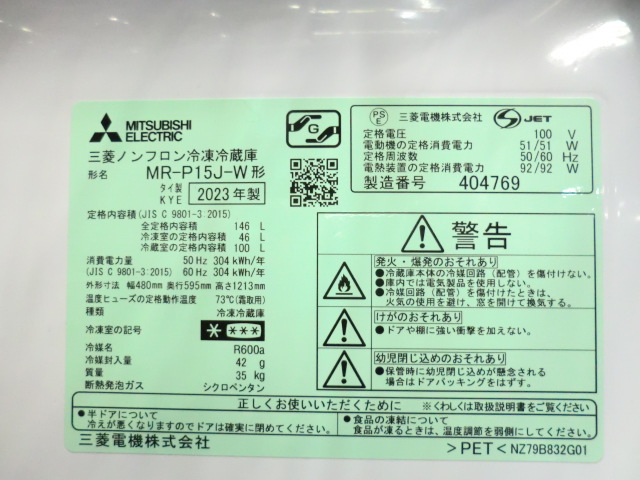 MITSUBISHI
ELECTRIC
G
三菱ノンフロン冷凍冷蔵庫
形名 MR-P15J-W形
タイ製
KYE 2023年製
定格内容積(JIS C 9801-3:2015)
全定格内容積 146 L
冷凍室の定格内容積 46 L
冷蔵室の定格内容積 100 L
消費電力量 50 Hz 304 kWh/年
(JIS C 9801-3:2015) 60 Hz 304 kWh/年
外形寸法 幅480mm 奥行595mm 高さ1213mm
温度ヒューズの定格動作温度 73℃(霜取用)
種類 冷凍冷蔵庫
冷凍室の記号
冷媒名 R600a
冷媒封入量 42 g
質量 35 kg
断熱発泡ガス シクロペンタン
PS
E 三菱電機株式会社 JET
定格電圧 100 V
電動機の定格消費電力 51/51 W
定格周波数 50/60 Hz
電熱装置の定格消費電力 92/92 W
製造番号 404769
警告
発火・爆発のおそれあり
●冷蔵庫本体の冷媒回路(配管)を傷付けない。
●庫内では電気製品を使用しない。
●冷媒回路(配管)を傷付けたときは、
火気の使用を避け、窓を開けて換気する。
けがのおそれあり
●ドアや棚に強い衝撃を加えない。
幼児閉じ込めのおそれあり
●保管時に幼児閉じ込めが懸念される
場合はドアパッキングをはずす。
正しくお使いいただくために ※くわしくは取扱説明書をご覧ください。
●半ドアについて
冷えが悪くなりますのでドアは確実に閉めてください。
●食品の凍結について
食品が凍るときは、温度調節を弱めにしてください。
三菱電機株式会社
>PET< NZ79B832G01